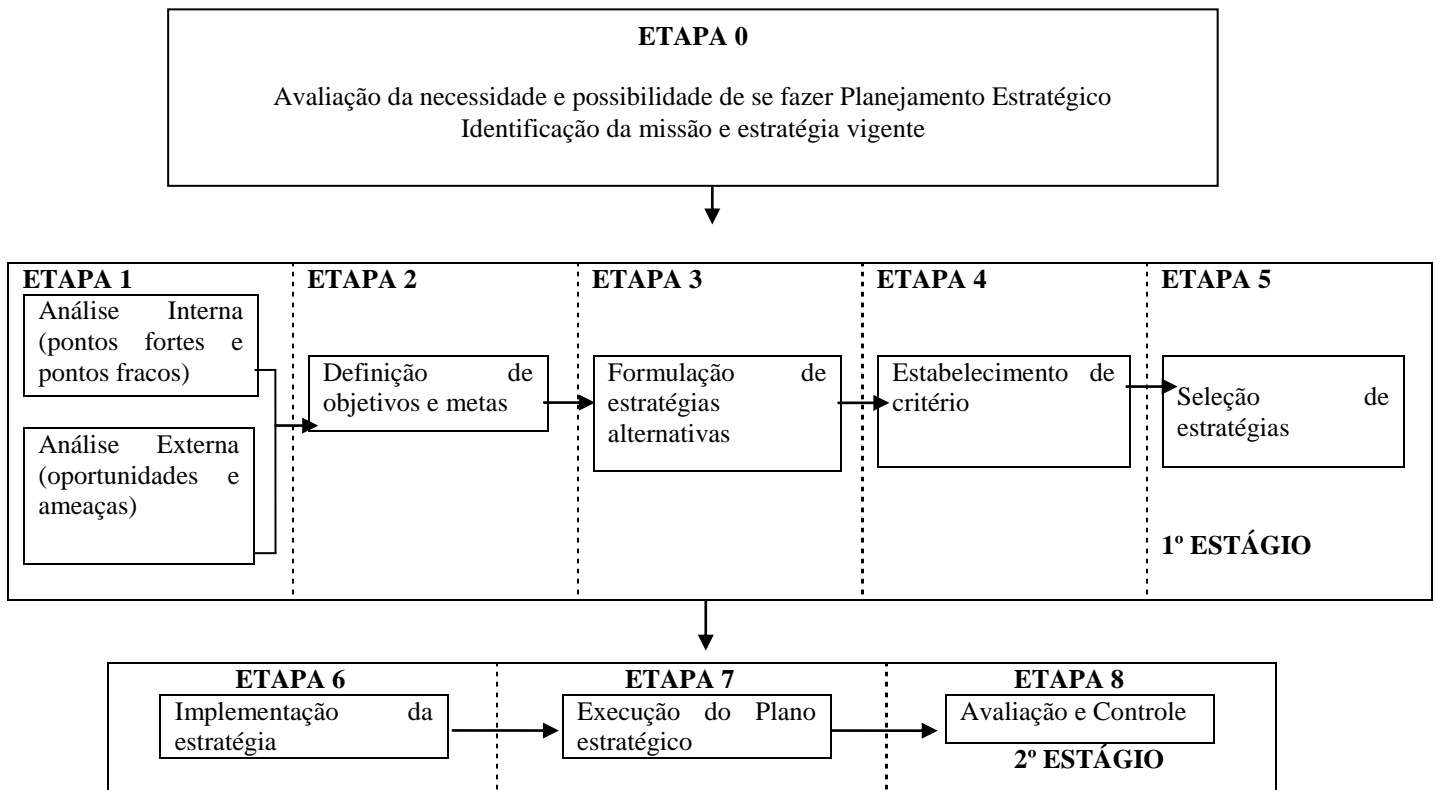 ETAPA 0
Avaliação da necessidade e possibilidade de se fazer Planejamento Estratégico
Identificação da missão e estratégia vigente
ETAPA 1
Análise Interna
(pontos fortes e
pontos fracos)
Análise Externa
(oportunidades e
ameaças)
ETAPA 2
Definição de
objetivos e metas
ETAPA 3
Formulação de
estratégias
alternativas
ETAPA 4
Estabelecimento de
critério
ETAPA 5
Seleção de
estratégias
1º ESTÁGIO
ETAPA 6
Implementação da
estratégia
ETAPA 7
Execução do Plano
estratégico
ETAPA 8
Avaliação e Controle
2º ESTÁGIO